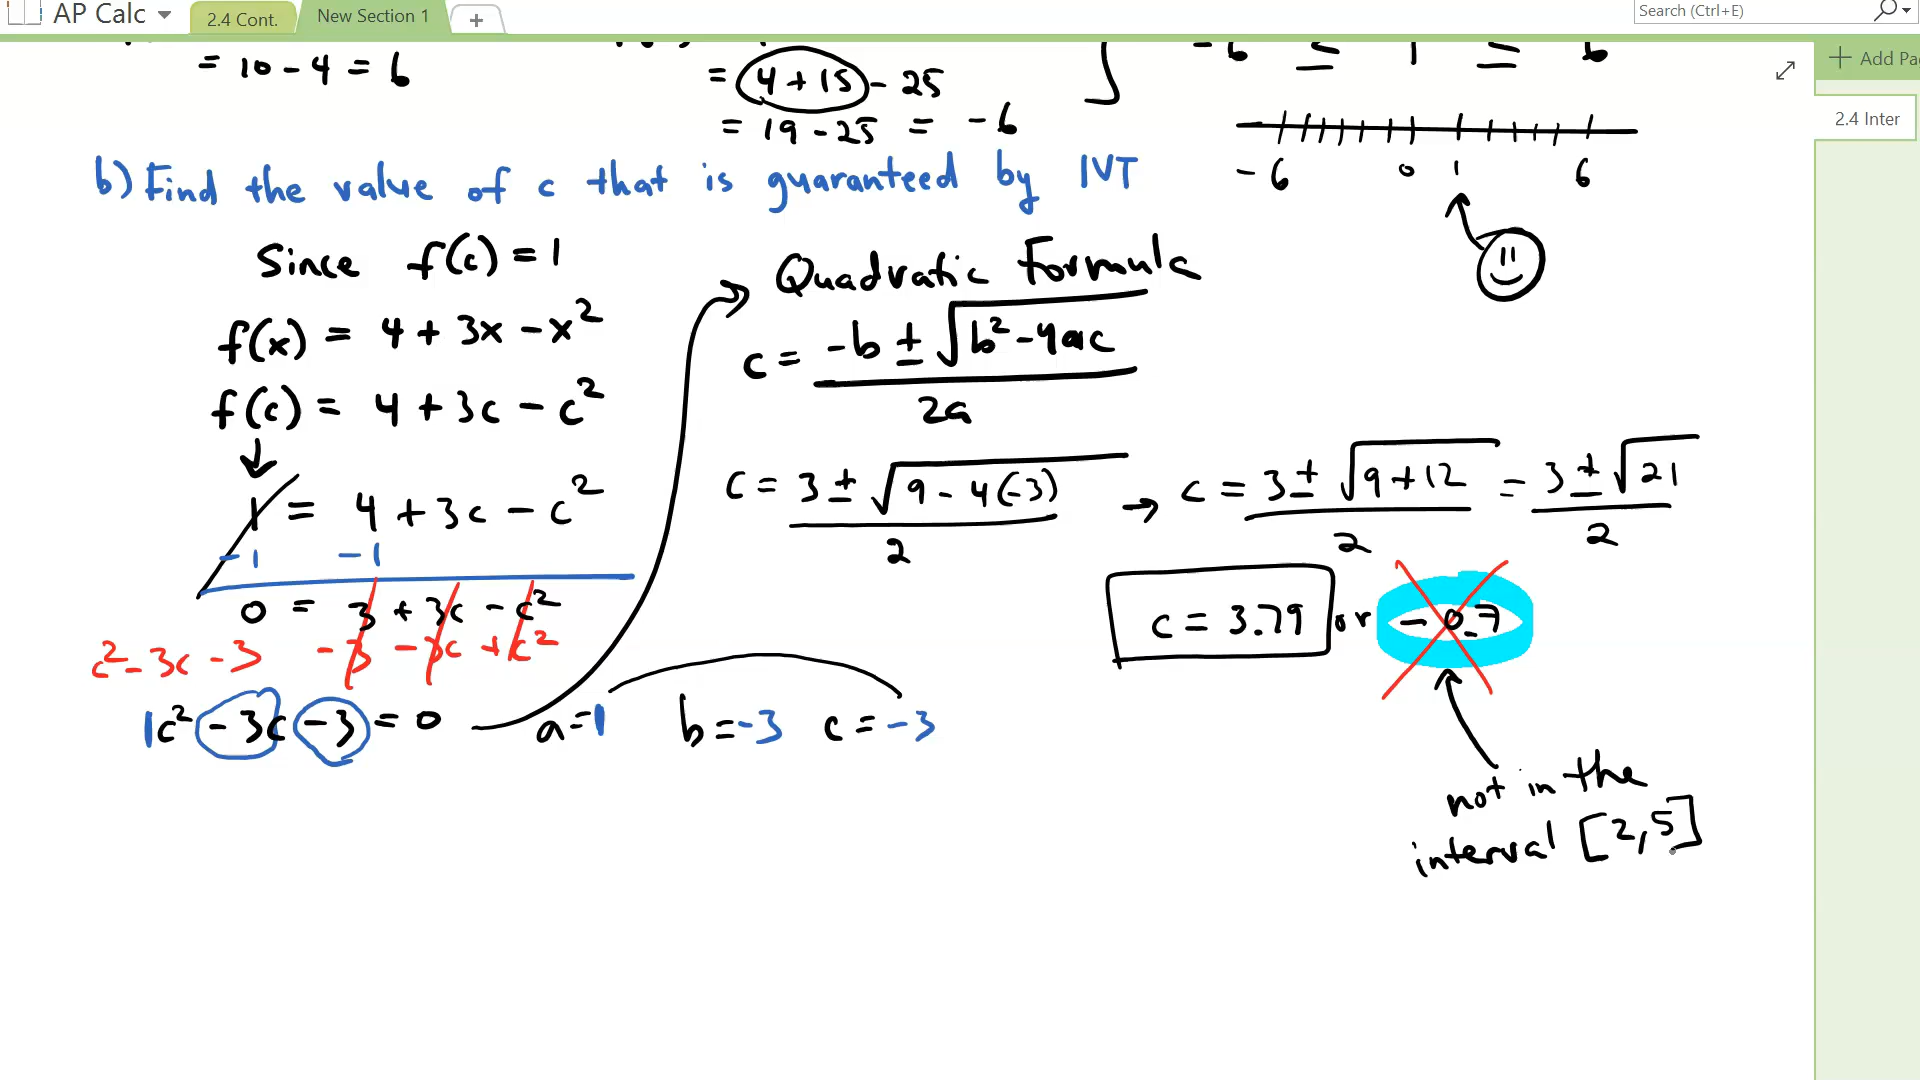 AP Calc
2.4 Cont.
New Section 1
+
Search (Ctrl+E)
Add Pa
2.4 Inter
= 10 - 4 = 6
= 4 + 15 - 25
= 19 - 25 = -6
-6 ≤ 1 ≤ 6
-6 0 1 6
b) Find the value of c that is guaranteed by IVT
Since f(c) = 1
f(x) = 4 + 3x - x²
f(c) = 4 + 3c - c²
1 = 4 + 3c - c²
-1 -1
0 = 3 + 3c - c²
c² - 3c - 3 - 3 - 3c + c²
1c² - 3c - 3 = 0
a = 1 b = -3 c = -3
Quadratic Formula
c = (-b ± √(b² - 4ac)) / 2a
c = (3 ± √(9 - 4(-3))) / 2
→ c = (3 ± √(9 + 12)) / 2 = (3 ± √21) / 2
c = 3.79 or -0.7
not in the
interval [2, 5]